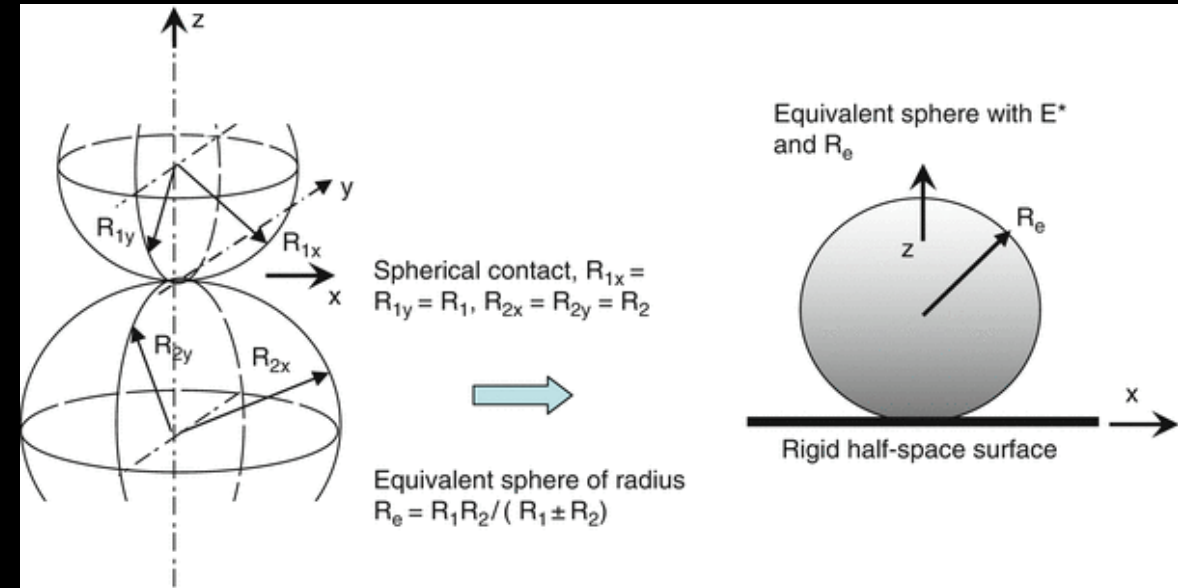 z
y
R1y
R1x
x
R2y
R2x
Spherical contact, R1x =
R1y = R1, R2x = R2y = R2
Equivalent sphere of radius
Re = R1R2/( R1 ± R2)
Equivalent sphere with E*
and Re
Re
z
x
Rigid half-space surface